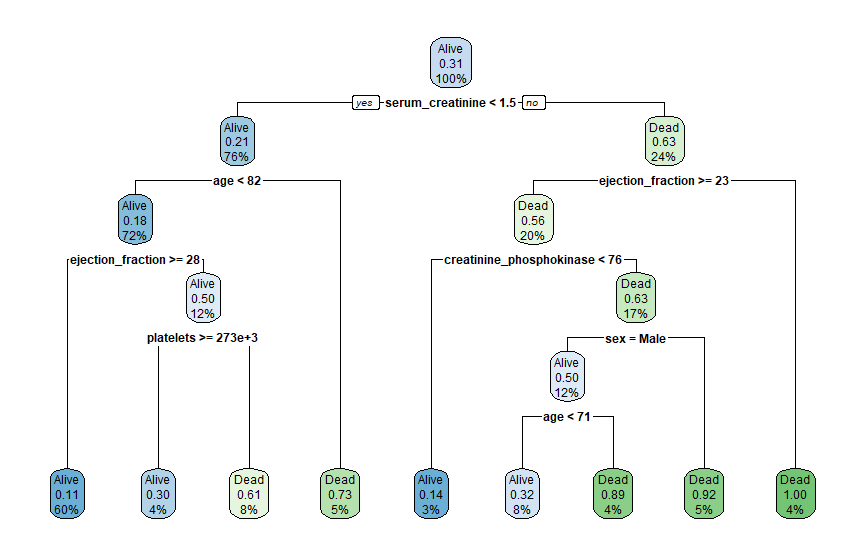 Alive
0.31
100%
yes serum_creatinine < 1.5 no
Alive
0.21
76%
Dead
0.63
24%
age < 82
ejection_fraction >= 23
Alive
0.18
72%
Dead
0.56
20%
ejection_fraction >= 28
creatinine_phosphokinase < 76
Alive
0.50
12%
Dead
0.63
17%
platelets >= 273e+3
sex = Male
Alive
0.50
12%
age < 71
Alive
0.11
60%
Alive
0.30
4%
Dead
0.61
8%
Dead
0.73
5%
Alive
0.14
3%
Alive
0.32
8%
Dead
0.89
4%
Dead
0.92
5%
Dead
1.00
4%